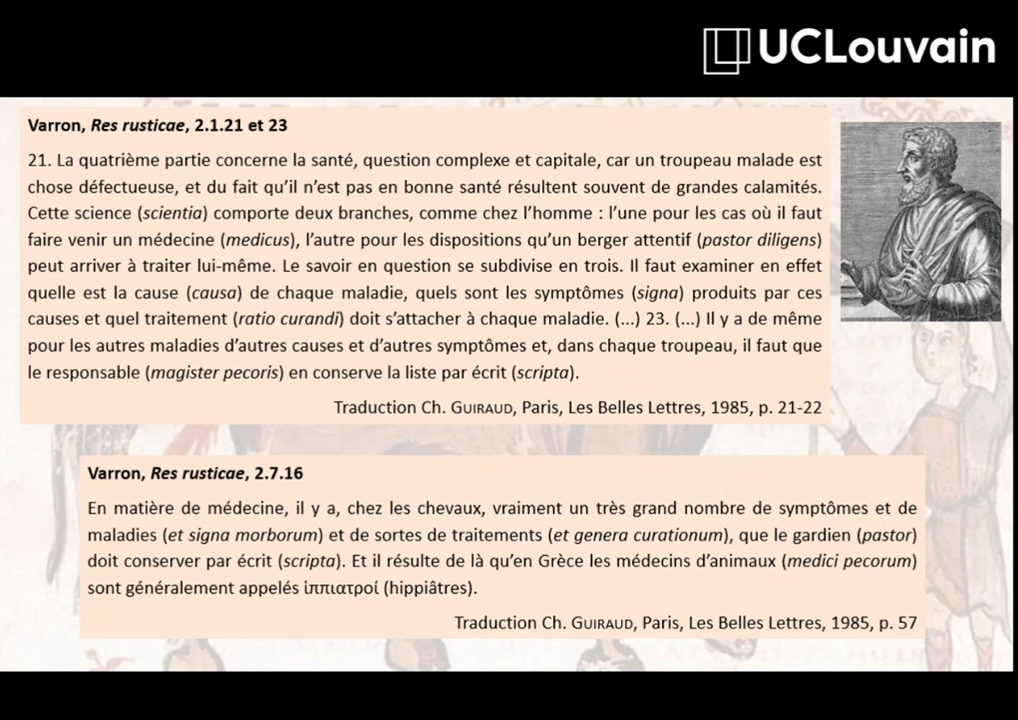 UCLouvain
Varron, Res rusticae, 2.1.21 et 23
21. La quatrième partie concerne la santé, question complexe et capitale, car un troupeau malade est
chose défectueuse, et du fait qu’il n’est pas en bonne santé résultent souvent de grandes calamités.
Cette science (scientia) comporte deux branches, comme chez l’homme : l’une pour les cas où il faut
faire venir un médecine (medicus), l’autre pour les dispositions qu’un berger attentif (pastor diligens)
peut arriver à traiter lui-même. Le savoir en question se subdivise en trois. Il faut examiner en effet
quelle est la cause (causa) de chaque maladie, quels sont les symptômes (signa) produits par ces
causes et quel traitement (ratio curandi) doit s’attacher à chaque maladie. (...) 23. (...) Il y a de même
pour les autres maladies d’autres causes et d’autres symptômes et, dans chaque troupeau, il faut que
le responsable (magister pecoris) en conserve la liste par écrit (scripta).
Traduction Ch. GUIRAUD, Paris, Les Belles Lettres, 1985, p. 21-22
Varron, Res rusticae, 2.7.16
En matière de médecine, il y a, chez les chevaux, vraiment un très grand nombre de symptômes et de
maladies (et signa morborum) et de sortes de traitements (et genera curationum), que le gardien (pastor)
doit conserver par écrit (scripta). Et il résulte de là qu’en Grèce les médecins d’animaux (medici pecorum)
sont généralement appelés ἱππιατροί (hippiâtres).
Traduction Ch. GUIRAUD, Paris, Les Belles Lettres, 1985, p. 57